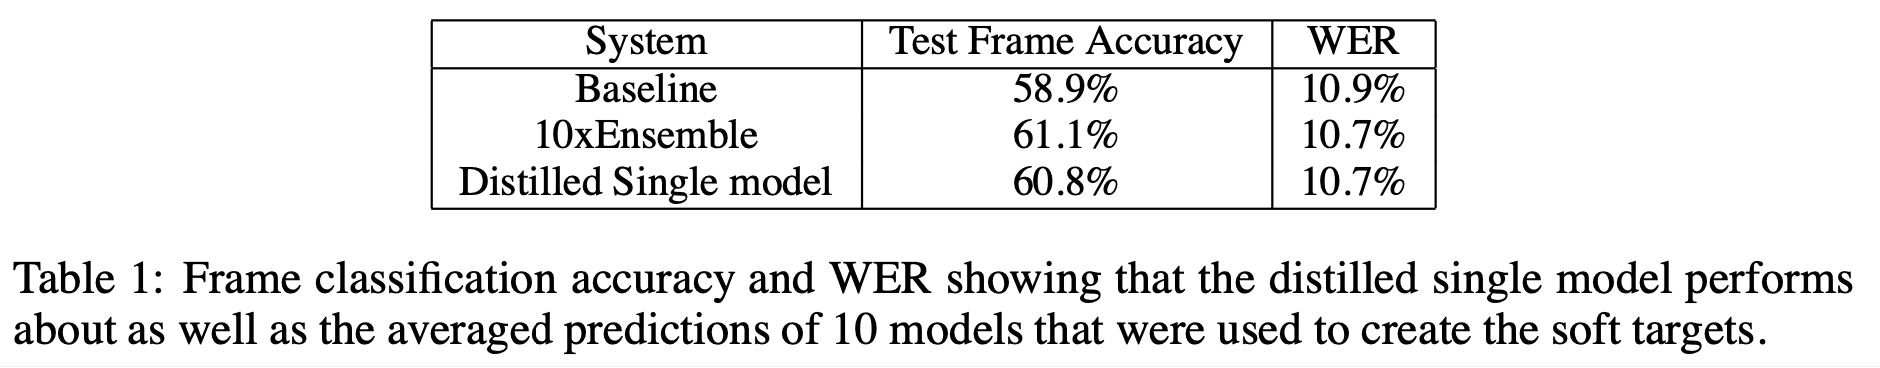 System Test Frame Accuracy WER
Baseline 58.9% 10.9%
10xEnsemble 61.1% 10.7%
Distilled Single model 60.8% 10.7%
Table 1: Frame classification accuracy and WER showing that the distilled single model performs
about as well as the averaged predictions of 10 models that were used to create the soft targets.